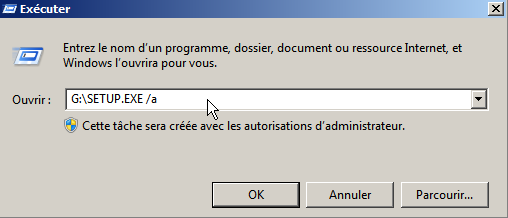 Exécuter
Entrez le nom d'un programme, dossier, document ou ressource Internet, et
Windows l'ouvrira pour vous.
Ouvrir : G:\SETUP.EXE /a
Cette tâche sera créée avec les autorisations d'administrateur.
OK Annuler Parcourir...